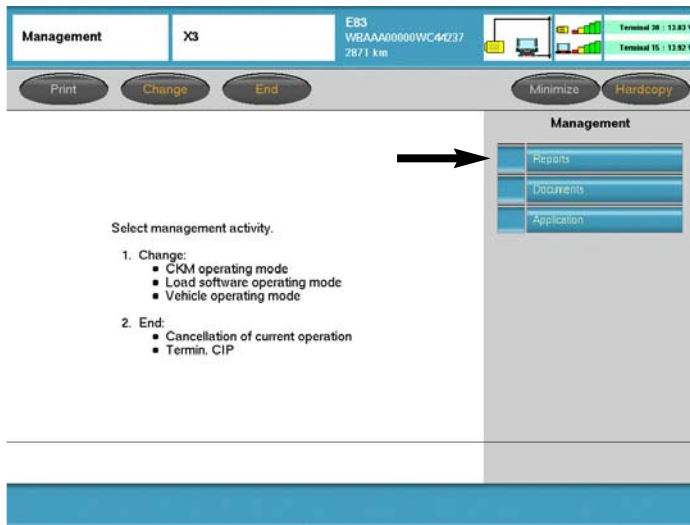 Management
X3
E83
WBAAA00000WC44237
2871 km
Terminal 30 : 13.83 V
Terminal 15 : 13.92 V
Print
Change
End
Minimize
Hardcopy
Management
Reports
Documents
Application
Select management activity.
1. Change:
▪ CKM operating mode
▪ Load software operating mode
▪ Vehicle operating mode
2. End:
▪ Cancellation of current operation
▪ Termin. CIP